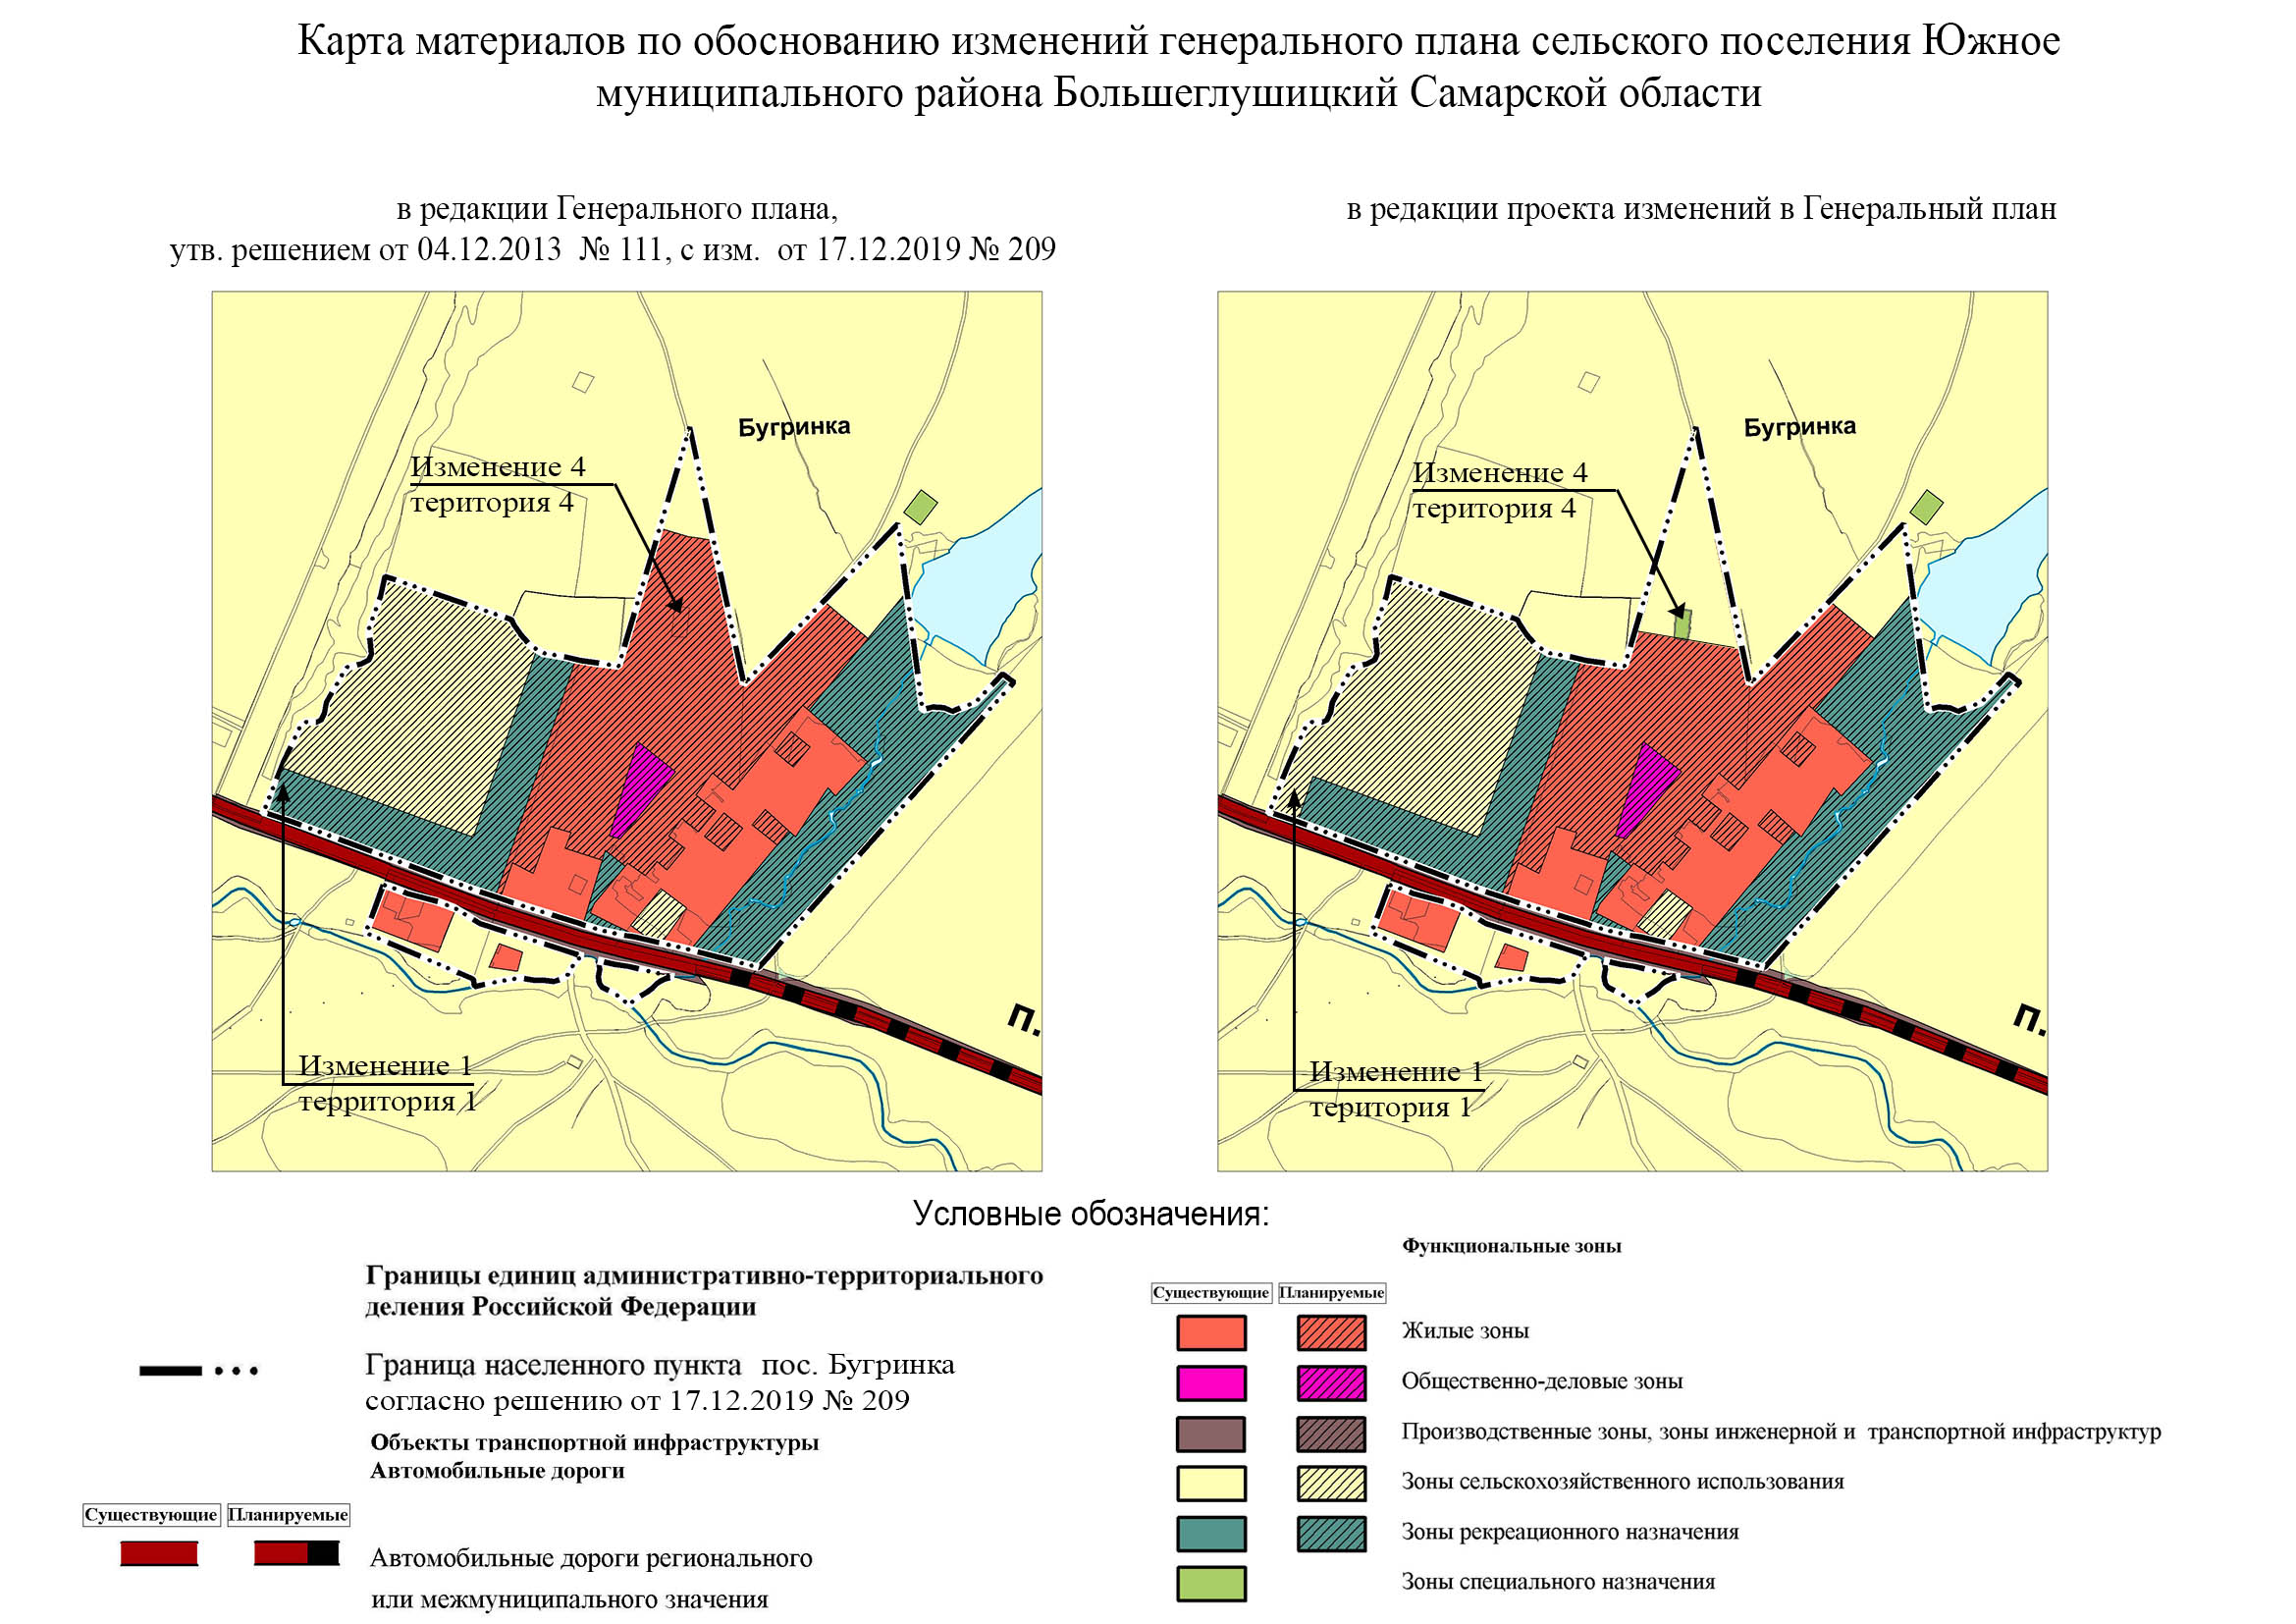 Карта материалов по обоснованию изменений генерального плана сельского поселения Южное
муниципального района Большеглушицкий Самарской области
в редакции Генерального плана,
утв. решением от 04.12.2013 № 111, с изм. от 17.12.2019 № 209
в редакции проекта изменений в Генеральный план
Бугринка
Изменение 4
територия 4
П.
Изменение 1
территория 1
Бугринка
Изменение 4
територия 4
П.
Изменение 1
територия 1
Условные обозначения:
Границы единиц административно-территориального
деления Российской Федерации
Граница населенного пункта пос. Бугринка
согласно решению от 17.12.2019 № 209
Объекты транспортной инфраструктуры
Автомобильные дороги
Существующие Планируемые
Автомобильные дороги регионального
или межмуниципального значения
Функциональные зоны
Существующие Планируемые
Жилые зоны
Общественно-деловые зоны
Производственные зоны, зоны инженерной и транспортной инфраструктур
Зоны сельскохозяйственного использования
Зоны рекреационного назначения
Зоны специального назначения